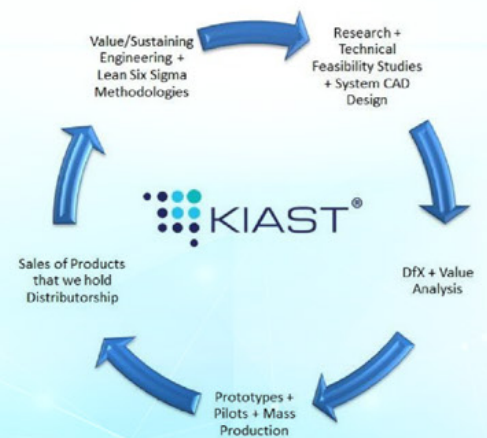 Value/Sustaining
Engineering +
Lean Six Sigma
Methodologies
Research +
Technical
Feasibility Studies
+ System CAD
Design
DfX + Value
Analysis
Prototypes +
Pilots + Mass
Production
Sales of Products
that we hold
Distributorship
KIAST®